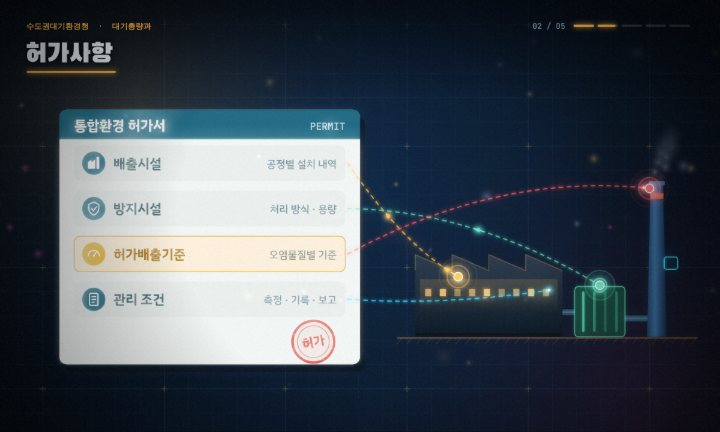 수도권대기환경청 · 대기총량과
02 / 05
허가사항
통합환경 허가서
PERMIT
배출시설
공정별 설치 내역
방지시설
처리 방식 · 용량
허가배출기준
오염물질별 기준
관리 조건
측정 · 기록 · 보고
허가